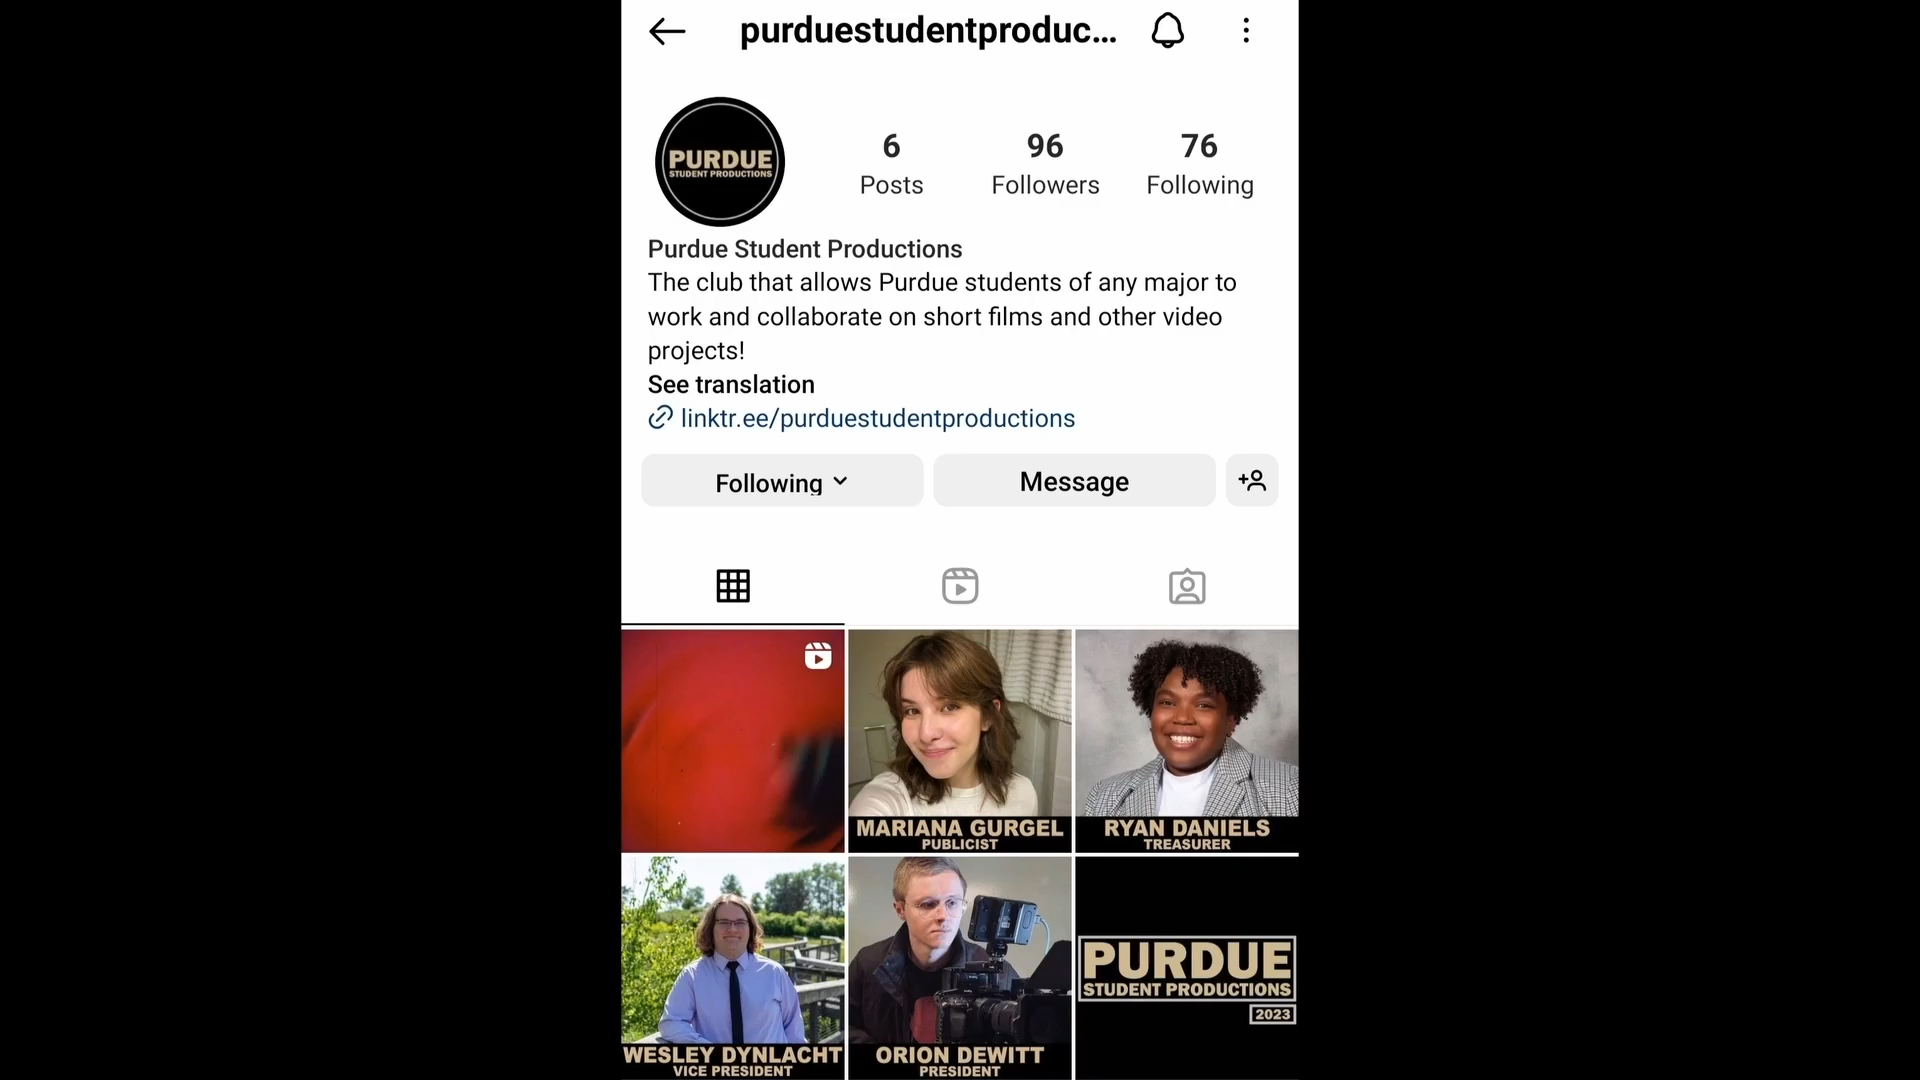 purduestudentproduc...
PURDUE
STUDENT PRODUCTIONS
6
Posts
96
Followers
76
Following
Purdue Student Productions
The club that allows Purdue students of any major to
work and collaborate on short films and other video
projects!
See translation
linktr.ee/purduestudentproductions
Following
Message
MARIANA GURGEL
PUBLICIST
RYAN DANIELS
TREASURER
WESLEY DYNLACHT
VICE PRESIDENT
ORION DEWITT
PRESIDENT
PURDUE
STUDENT PRODUCTIONS
2023